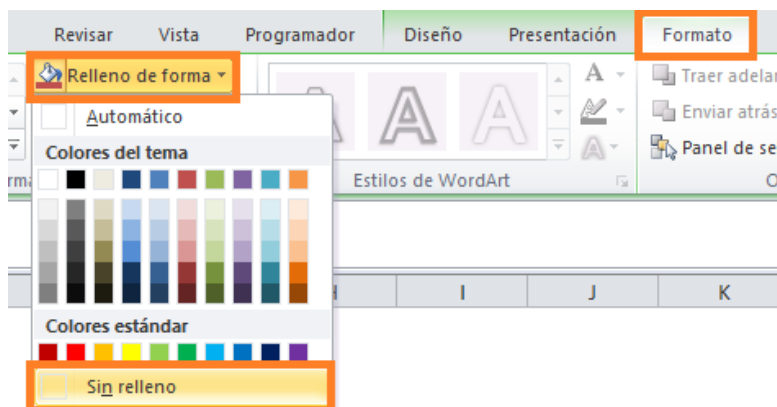 Revisar Vista Programador Diseño Presentación Formato
Relleno de forma A Traer adelan
Automático A A Enviar atrás
Colores del tema A Panel de se
rma Estilos de WordArt O
H I J K
Colores estándar
Sin relleno